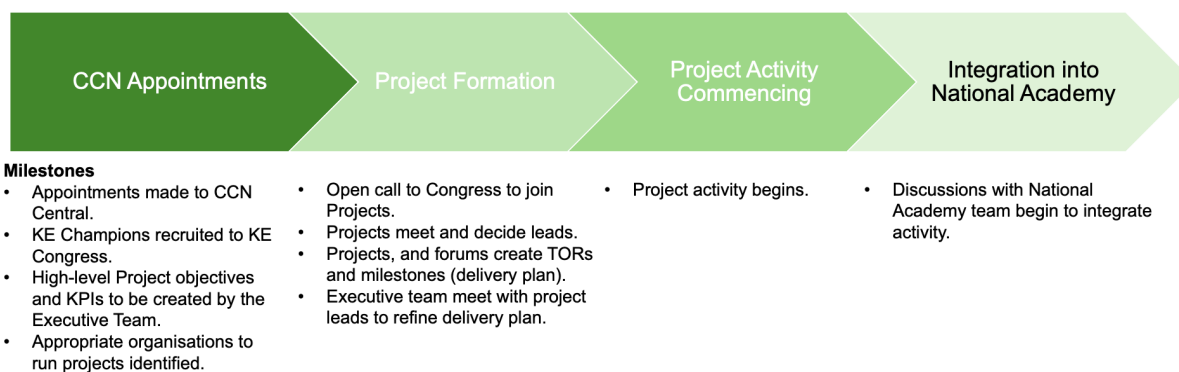 CCN Appointments
Project Formation
Project Activity
Commencing
Integration into
National Academy
Milestones
• Appointments made to CCN
Central.
• KE Champions recruited to KE
Congress.
• High-level Project objectives
and KPIs to be created by the
Executive Team.
• Appropriate organisations to
run projects identified.
• Open call to Congress to join
Projects.
• Projects meet and decide leads.
• Projects, and forums create TORs
and milestones (delivery plan).
• Executive team meet with project
leads to refine delivery plan.
• Project activity begins.
• Discussions with National
Academy team begin to integrate
activity.